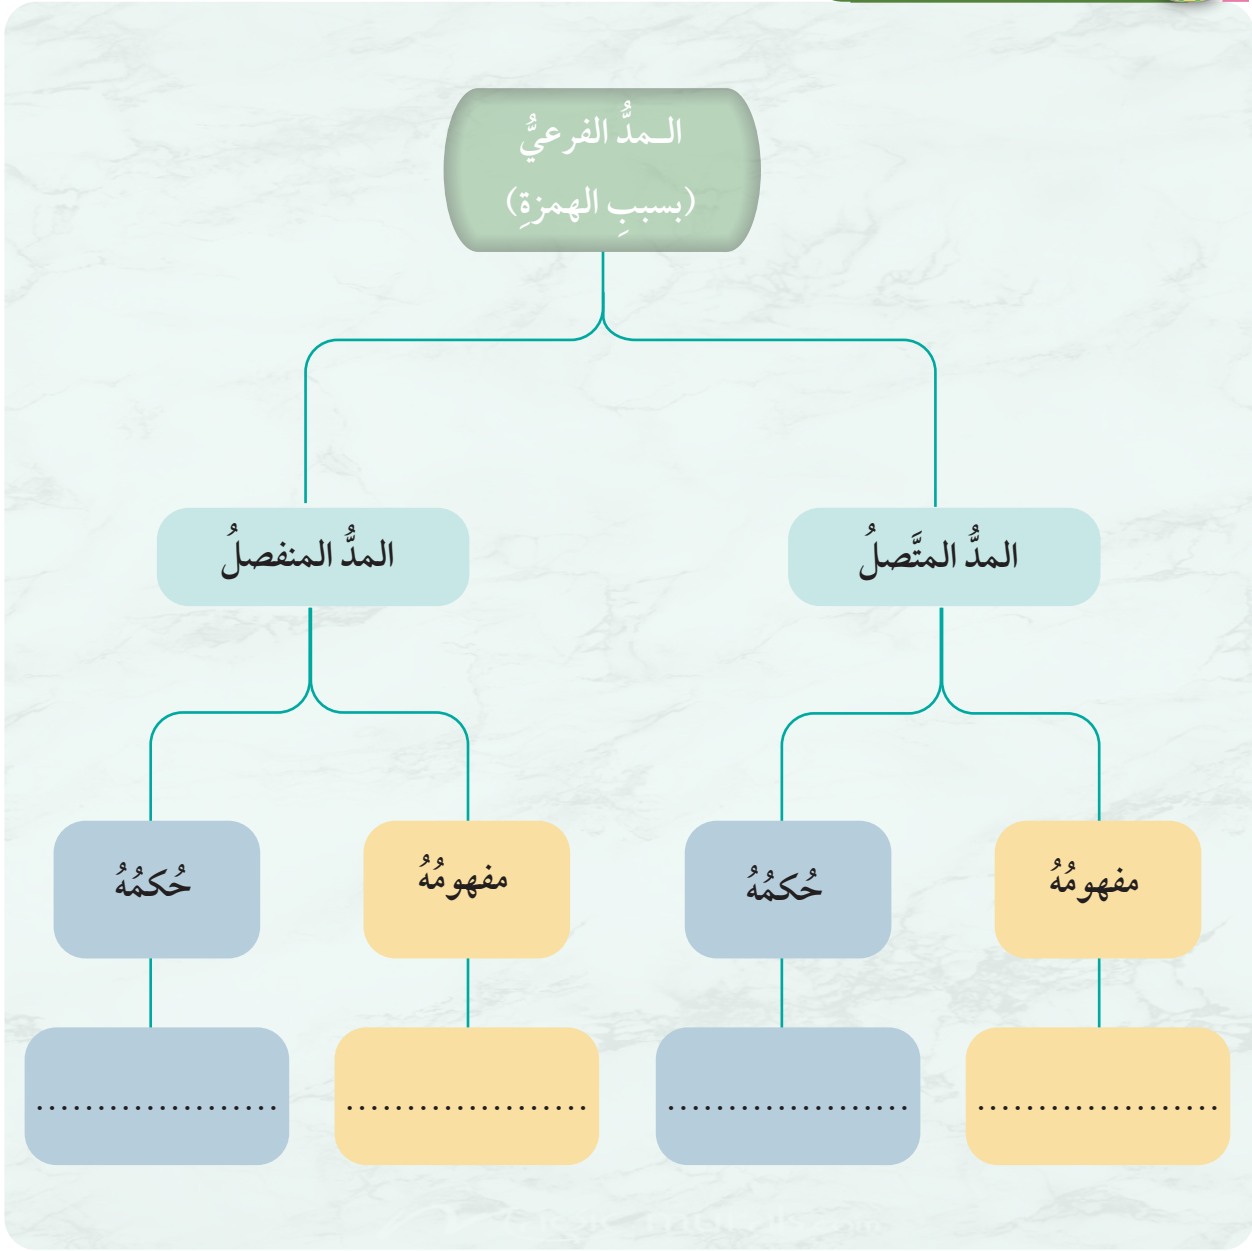 الـمدُّ الفرعيُّ
(بسببِ الهمزةِ)
المدُّ المتَّصلُ
المدُّ المنفصلُ
مفهومُهُ
حُكمُهُ
مفهومُهُ
حُكمُهُ
....................
....................
....................
....................